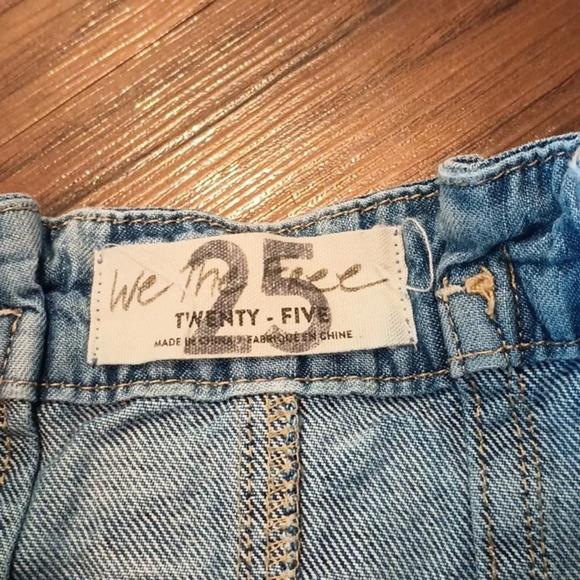 We The Free
25
TWENTY - FIVE
MADE IN CHINA / FABRIQUE EN CHINE